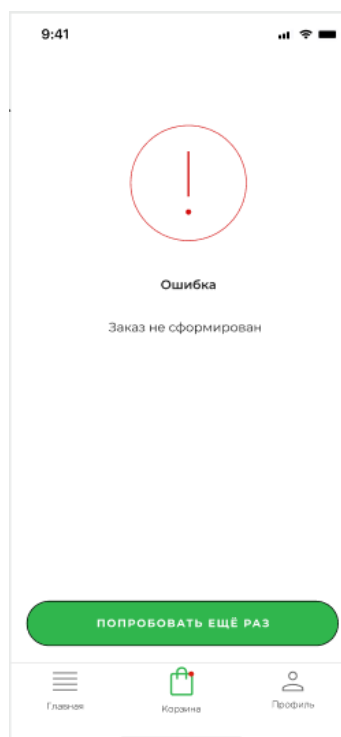 9:41
Ошибка
Заказ не сформирован
ПОПРОБОВАТЬ ЕЩЁ РАЗ
Главная
Корзина
Профиль